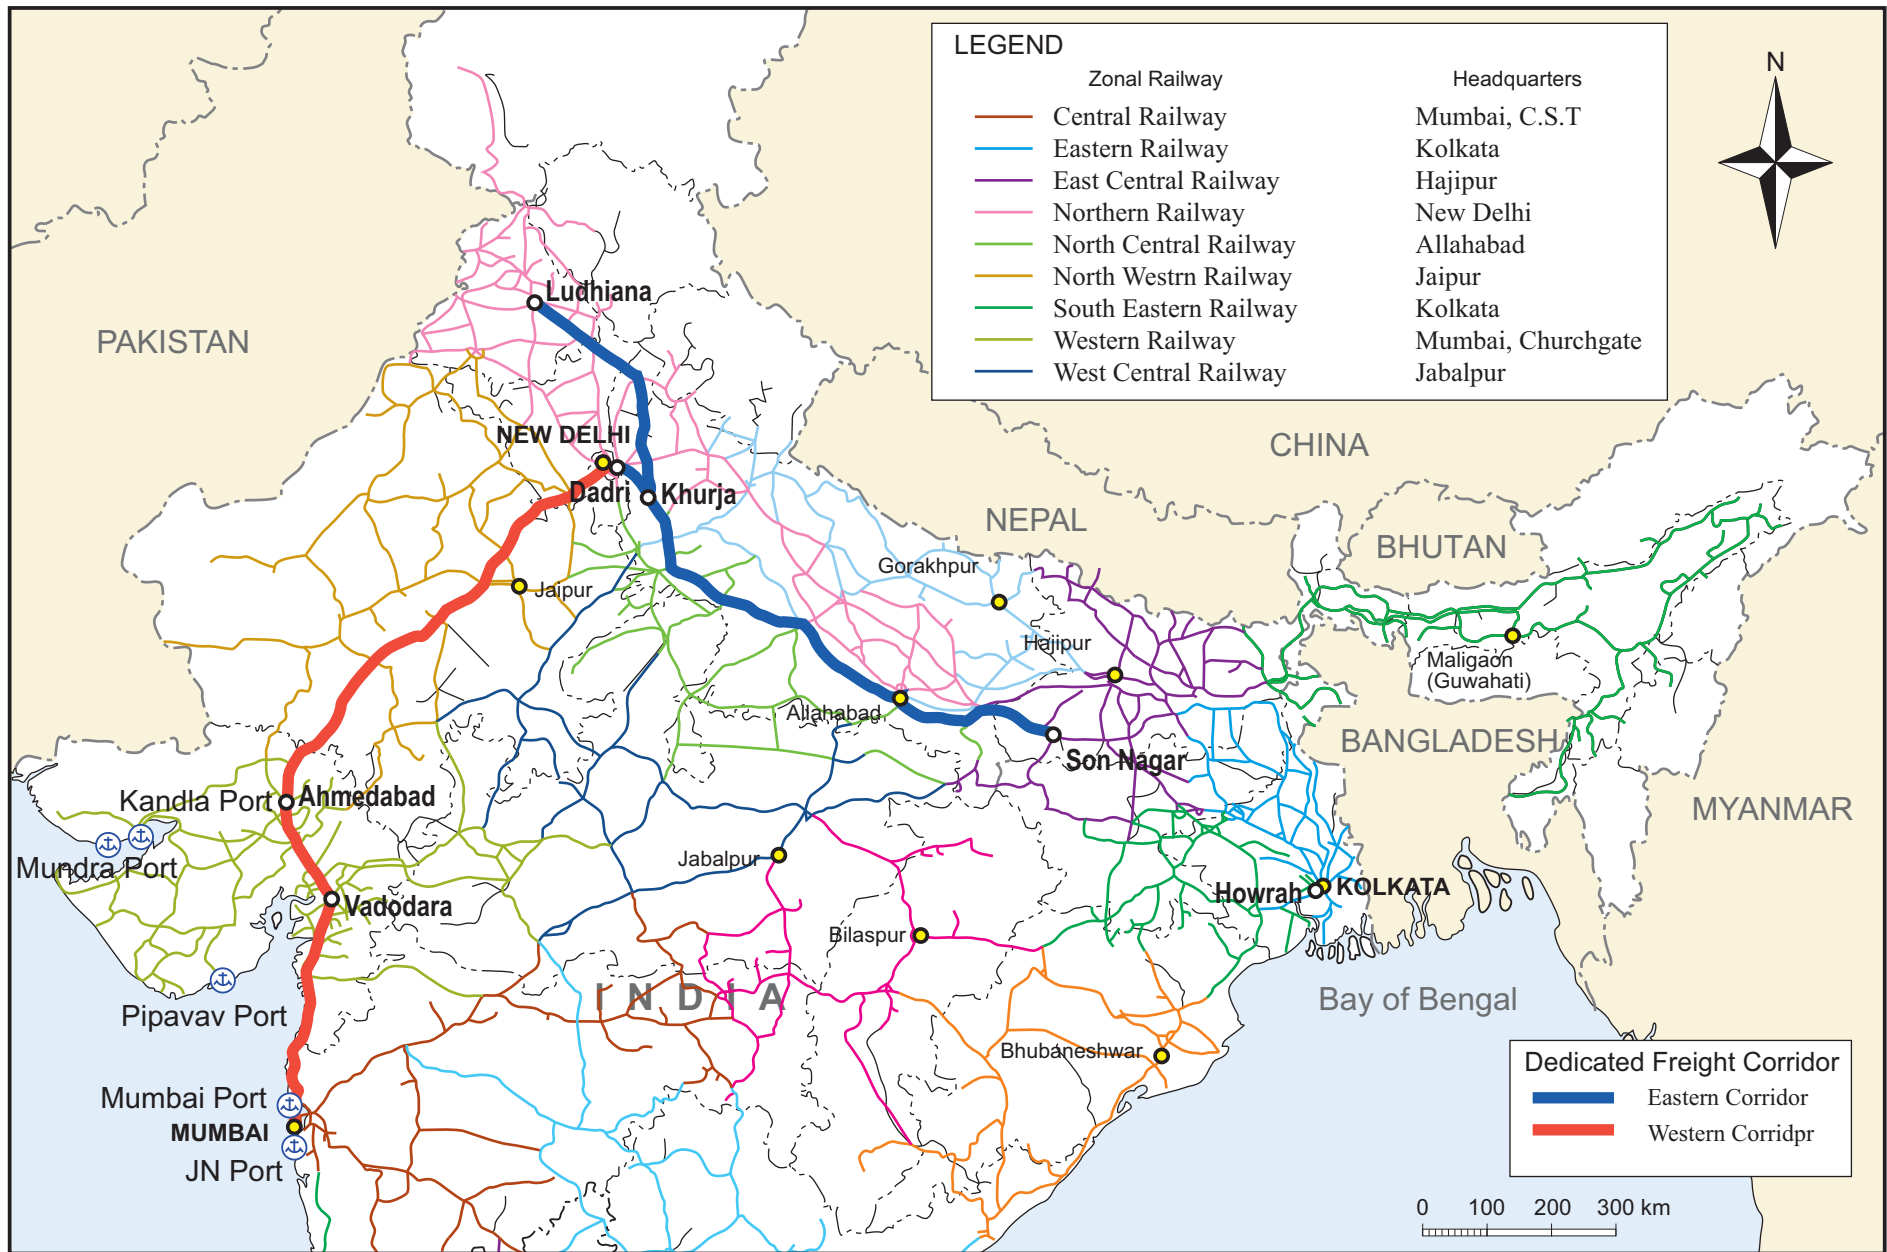 LEGEND
Zonal Railway Headquarters
Central Railway Mumbai, C.S.T
Eastern Railway Kolkata
East Central Railway Hajipur
Northern Railway New Delhi
North Central Railway Allahabad
North Westrn Railway Jaipur
South Eastern Railway Kolkata
Western Railway Mumbai, Churchgate
West Central Railway Jabalpur
N
PAKISTAN
Ludhiana
NEW DELHI
Dadri
Khurja
CHINA
NEPAL
BHUTAN
Gorakhpur
Jaipur
Hajipur
Maligaon
(Guwahati)
Allahabad
Son Nagar
BANGLADESH
MYANMAR
Kandla Port
Ahmedabad
Mundra Port
Jabalpur
Vadodara
Howrah
KOLKATA
Bilaspur
INDIA
Pipavav Port
Bay of Bengal
Bhubaneshwar
Mumbai Port
MUMBAI
JN Port
Dedicated Freight Corridor
Eastern Corridor
Western Corridpr
0 100 200 300 km